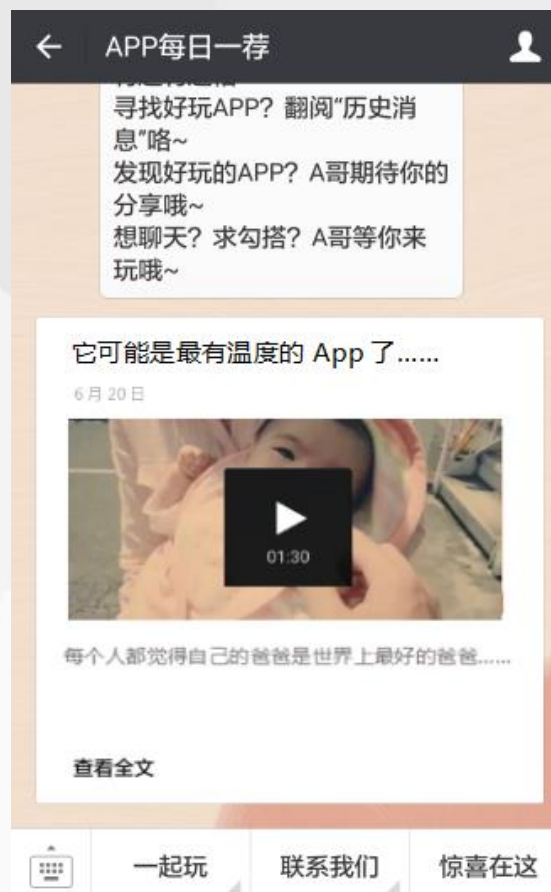 APP每日一荐
寻找好玩APP？翻阅“历史消
息”咯~
发现好玩的APP？A哥期待你的
分享哦~
想聊天？求勾搭？A哥等你来
玩哦~
它可能是最有温度的 App 了……
6月20日
01:30
每个人都觉得自己的爸爸是世界上最好的爸爸……
查看全文
一起玩
联系我们
惊喜在这